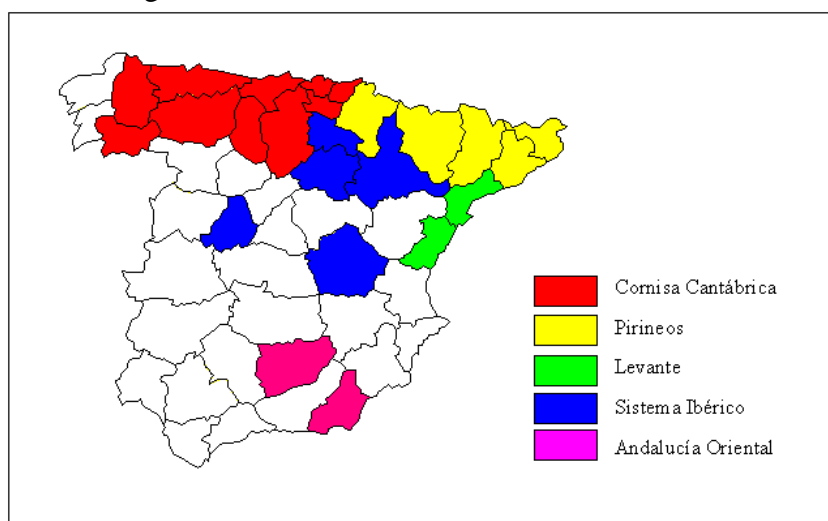 Cornisa Cantábrica
Pirineos
Levante
Sistema Ibérico
Andalucía Oriental